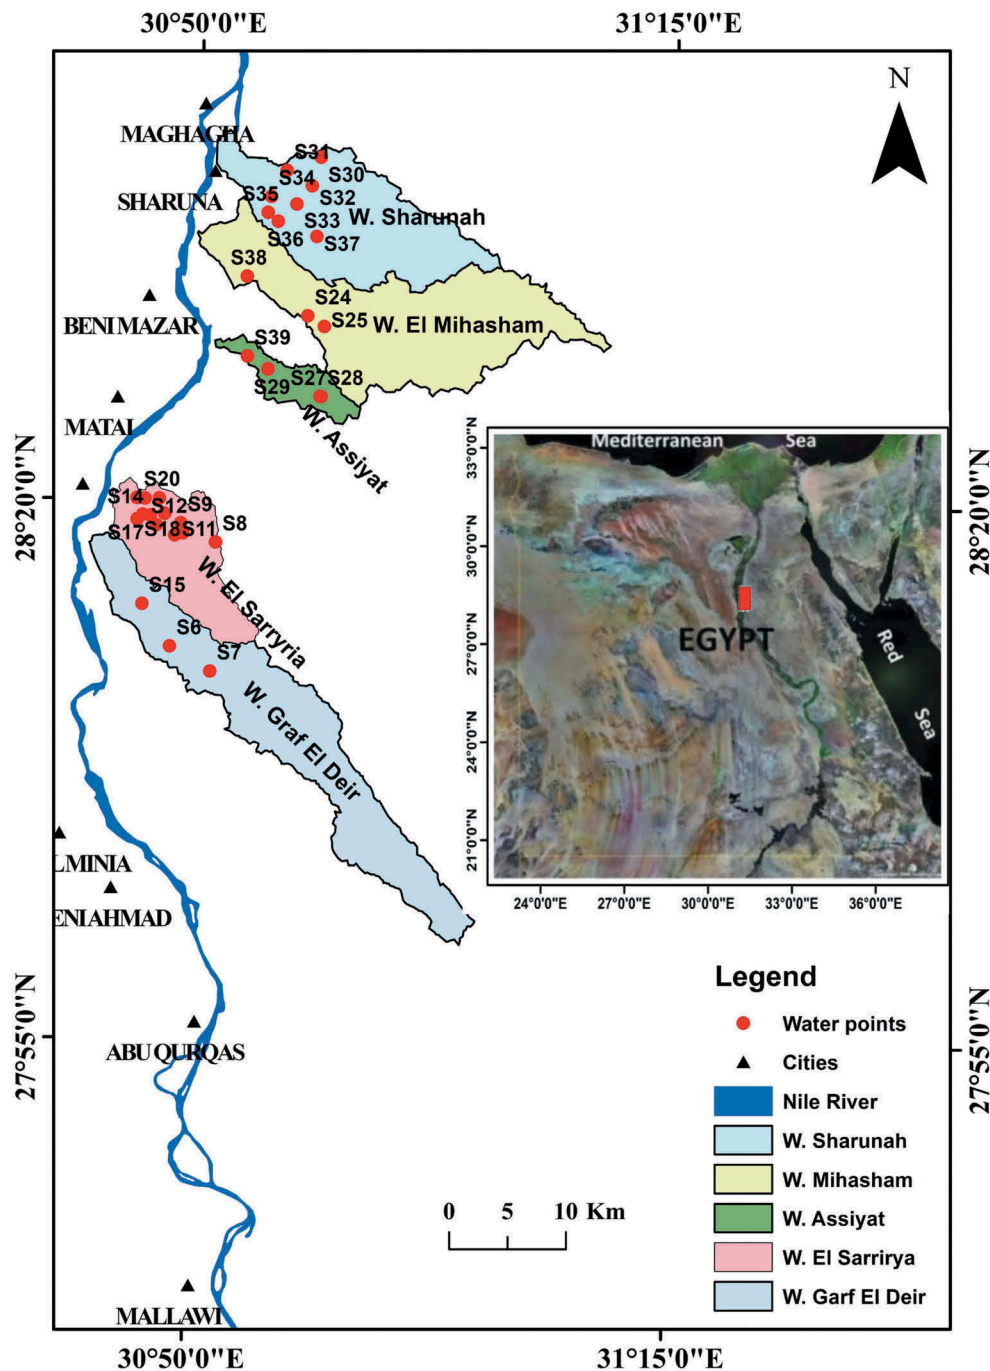 30°50'0"E
31°15'0"E
N
MAGHAGHA
S31
S34
S30
SHARUNA
S35
S32
W. Sharunah
S33
S36
S37
S38
S24
BENI MAZAR
S25
W. El Mihasham
S39
S27
S28
S29
MATAI
W. Assiyat
28°20'0"N
28°20'0"N
S20
S14
S12
S9
S17
S18
S11
S8
S15
W. El Sarryria
S6
S7
W. Graf El Deir
LMINIA
ENI AHMAD
ABU QURQAS
MALLAWI
27°55'0"N
27°55'0"N
Mediterranean Sea
EGYPT
Red
Sea
33°0'0"N
30°0'0"N
27°0'0"N
24°0'0"N
21°0'0"N
24°0'0"E
27°0'0"E
30°0'0"E
33°0'0"E
36°0'0"E
Legend
Water points
Cities
Nile River
W. Sharunah
W. Mihasham
W. Assiyat
W. El Sarrirya
W. Garf El Deir
0 5 10 Km
30°50'0"E
31°15'0"E